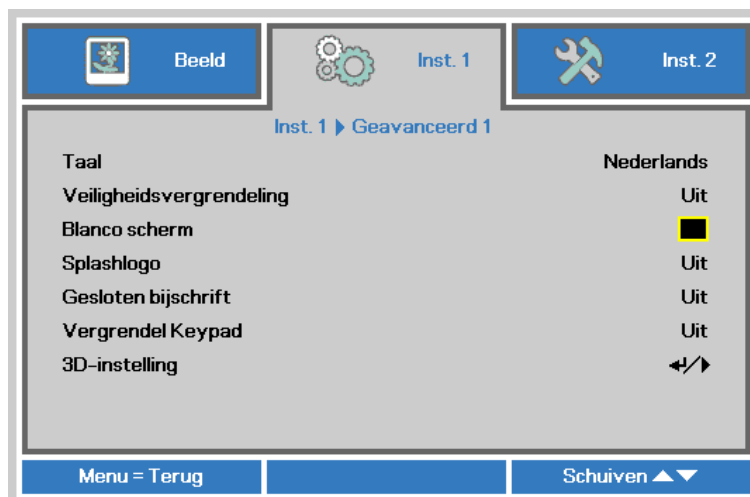 Beeld
Inst. 1
Inst. 2
Inst. 1 Geavanceerd 1
Taal Nederlands
Veiligheidsvergrendeling Uit
Blanco scherm
Splashlogo Uit
Gesloten bijschrift Uit
Vergrendel Keypad Uit
3D-instelling /
Menu = Terug
Schuiven